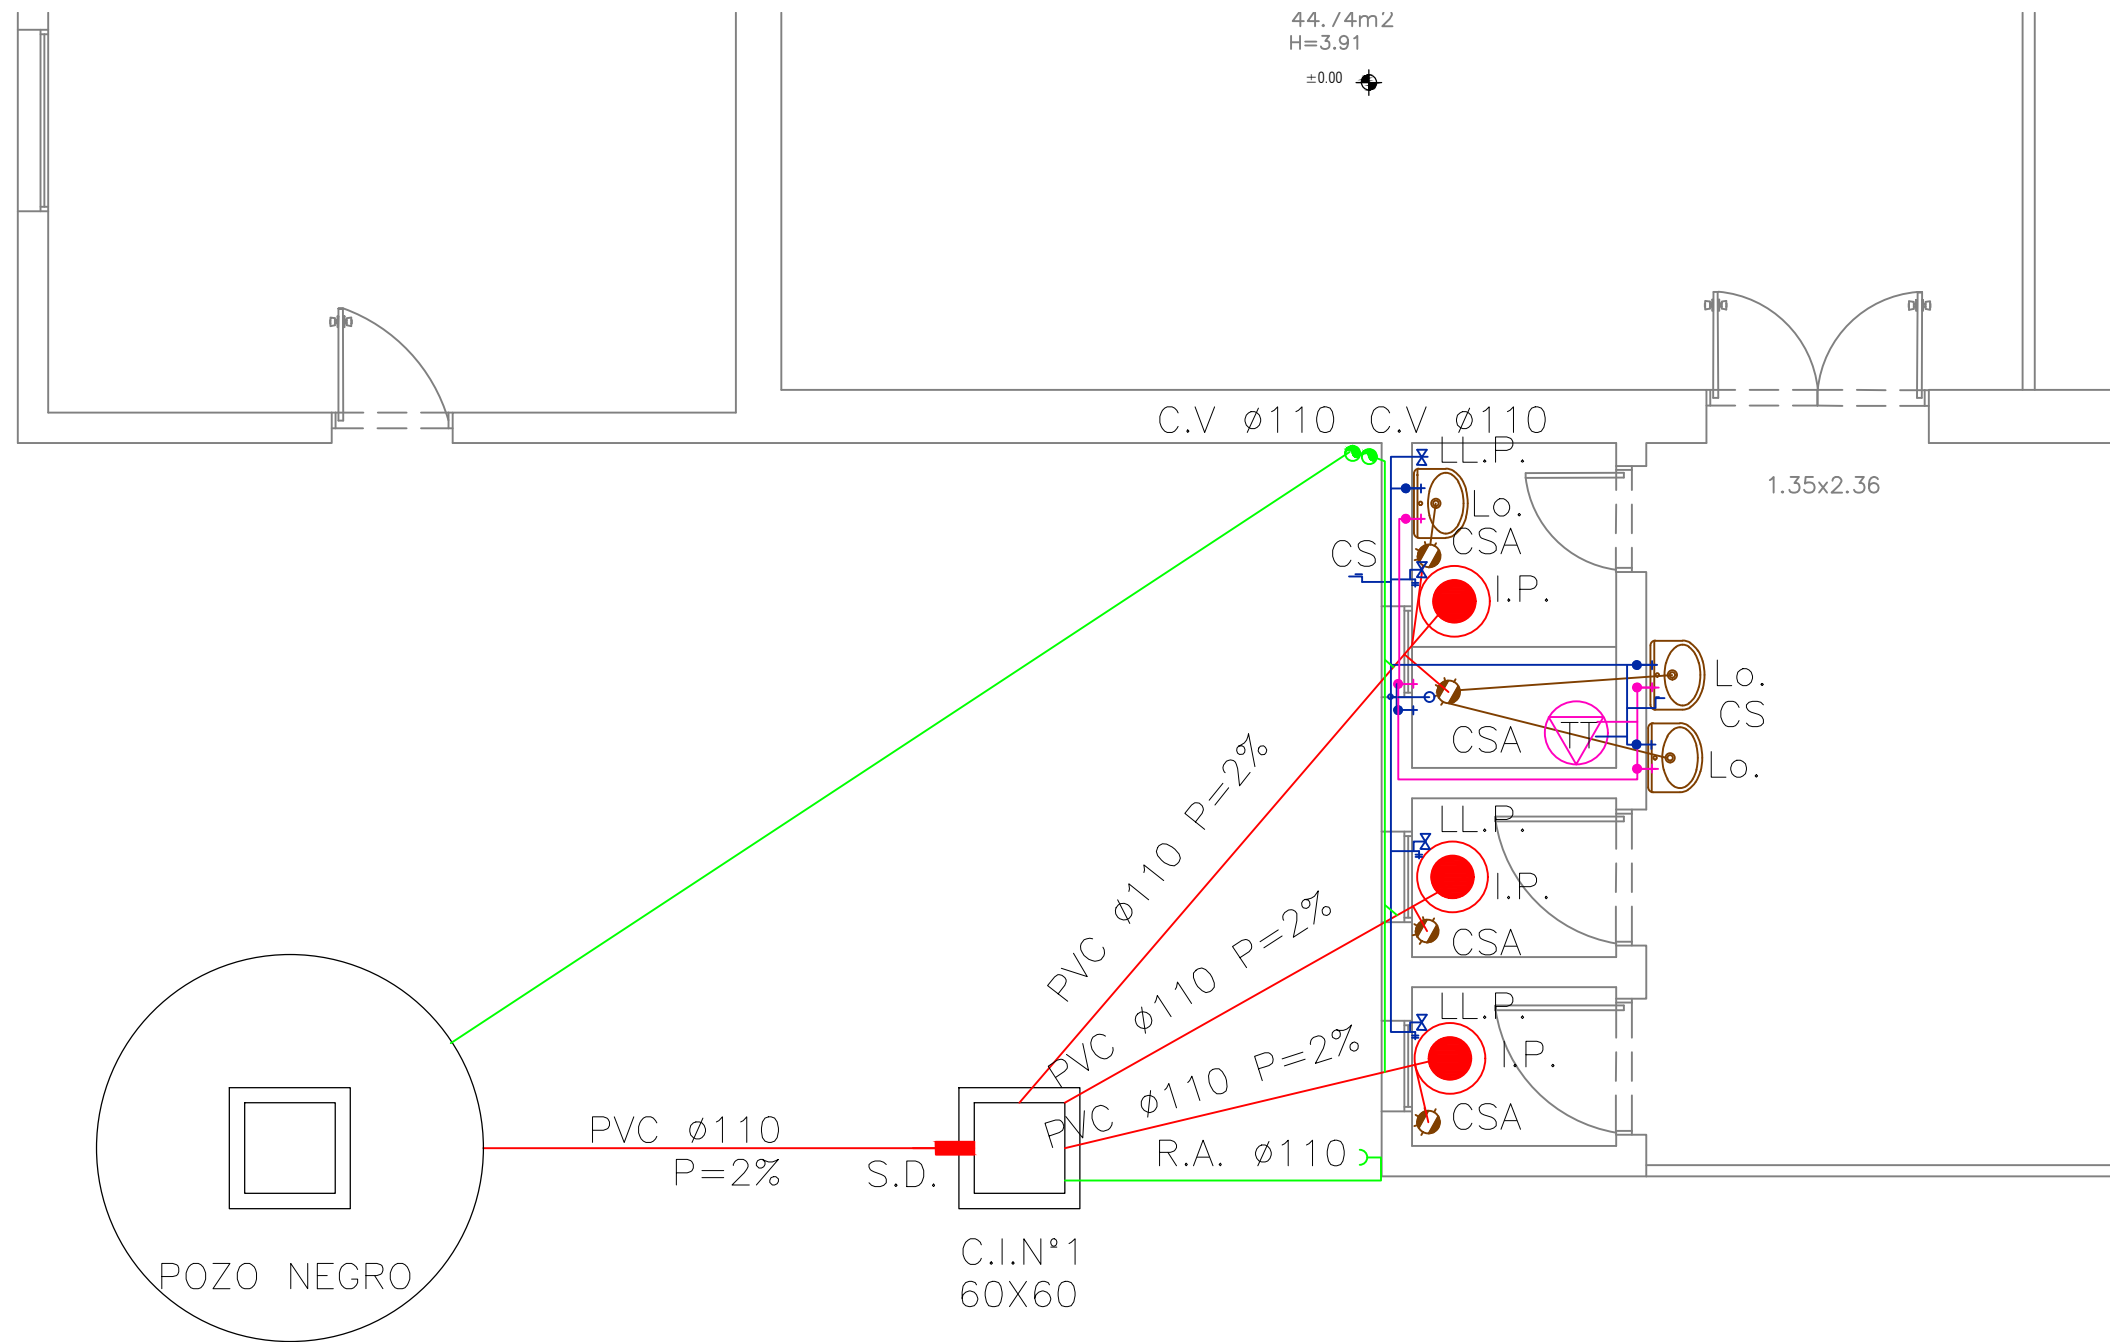 44.74m2
H=3.91
±0.00
C.V ø110
C.V ø110
LL.P.
1.35x2.36
Lo.
CSA
CS
I.P.
Lo.
CS
CSA
TT
Lo.
PVC ø110 P=2%
LL.P.
I.P.
PVC ø110 P=2%
CSA
LL.P.
I.P.
PVC ø110 P=2%
CSA
PVC ø110
P=2%
S.D.
R.A. ø110
C.I.N°1
60X60
POZO NEGRO